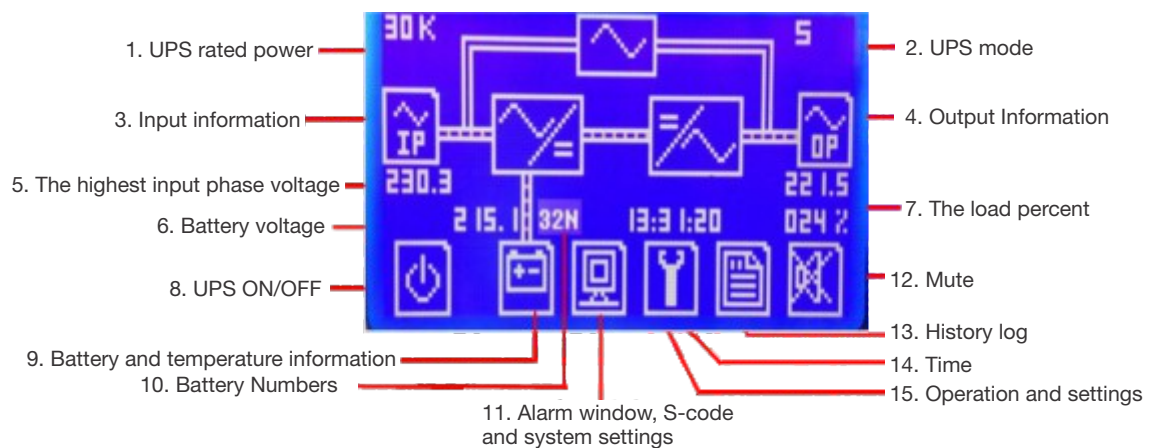 30K
S
1. UPS rated power
2. UPS mode
3. Input information
IP
OP
4. Output Information
5. The highest input phase voltage
230.3
221.5
6. Battery voltage
215.1
32N
13:31:20
024%
7. The load percent
8. UPS ON/OFF
12. Mute
13. History log
9. Battery and temperature information
14. Time
10. Battery Numbers
15. Operation and settings
11. Alarm window, S-code
and system settings